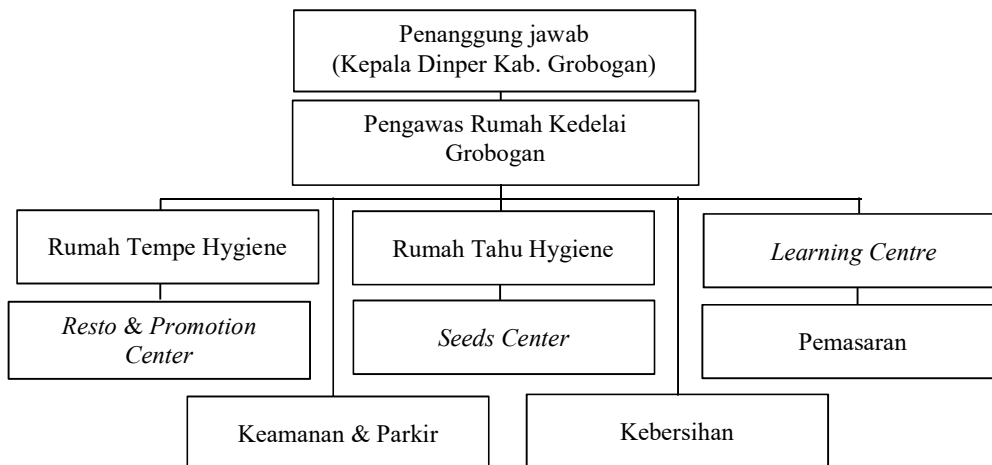 Penanggung jawab
(Kepala Dinper Kab. Grobogan)
Pengawas Rumah Kedelai
Grobogan
Rumah Tempe Hygiene
Rumah Tahu Hygiene
Learning Centre
Resto & Promotion
Center
Seeds Center
Pemasaran
Keamanan & Parkir
Kebersihan